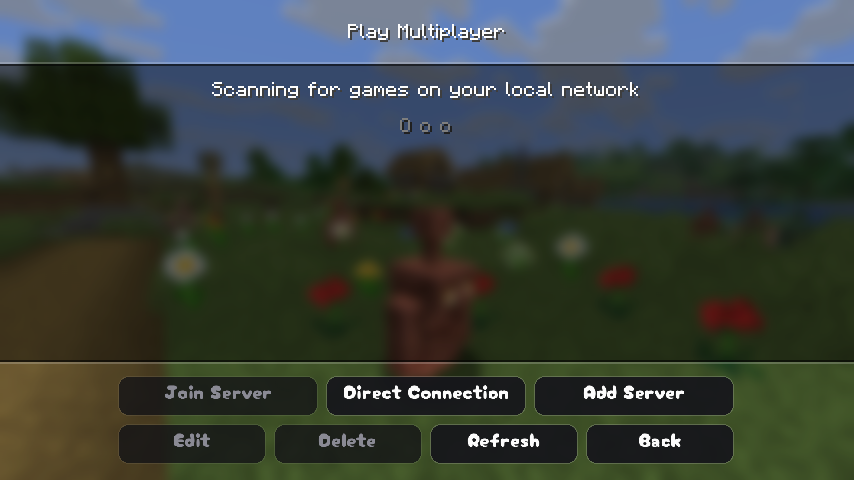 Play Multiplayer
Scanning for games on your local network
O o o
Join Server Direct Connection Add Server
Edit Delete Refresh Back